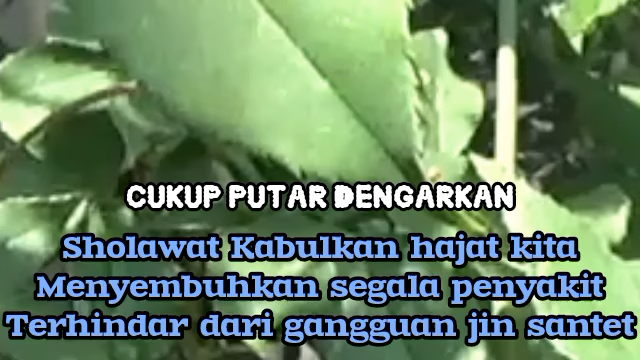 CUKUP PUTAR DENGARKAN
Sholawat Kabulkan hajat kita
Menyembuhkan segala penyakit
Terhindar dari gangguan jin santet